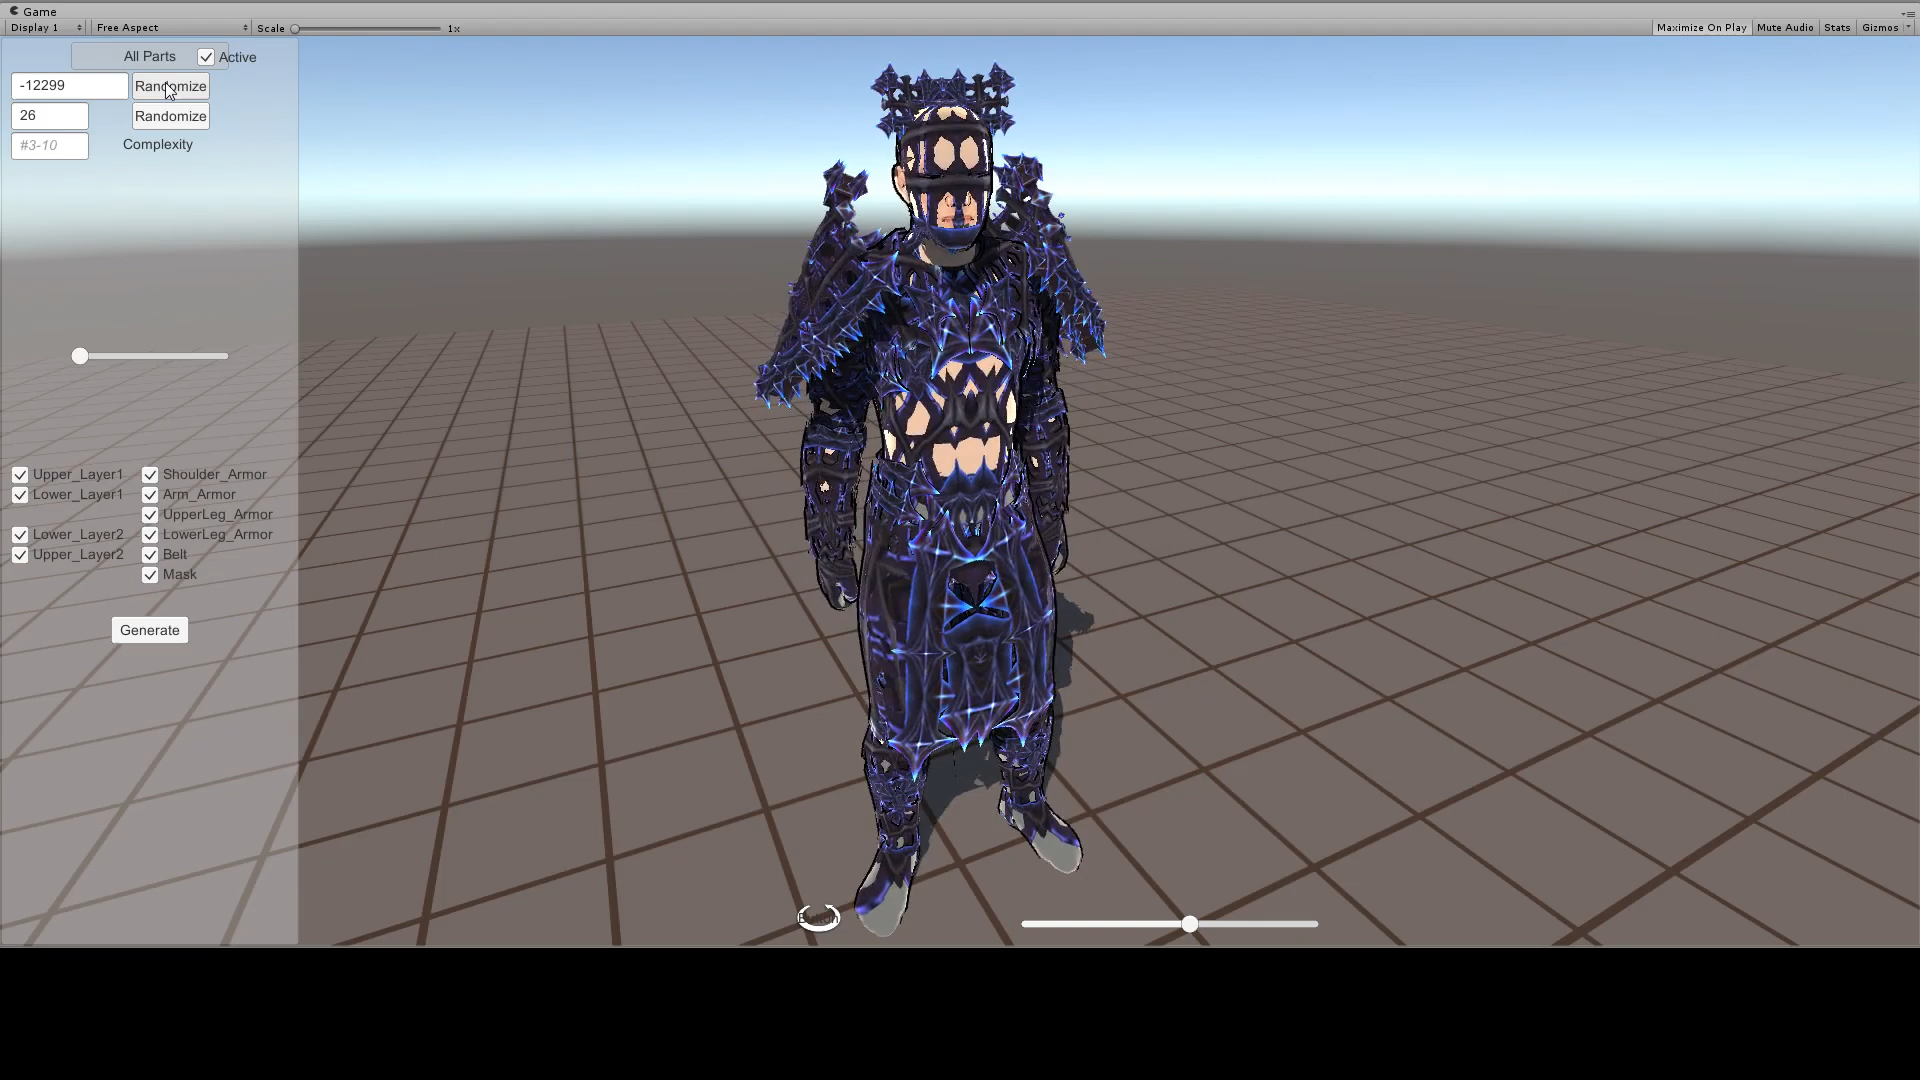 Game
Display 1 Free Aspect Scale 1x Maximize On Play Mute Audio Stats Gizmos
All Parts Active
-12299 Randomize
26 Randomize
#3-10 Complexity
Upper_Layer1 Shoulder_Armor
Lower_Layer1 Arm_Armor
UpperLeg_Armor
Lower_Layer2 LowerLeg_Armor
Upper_Layer2 Belt
Mask
Generate